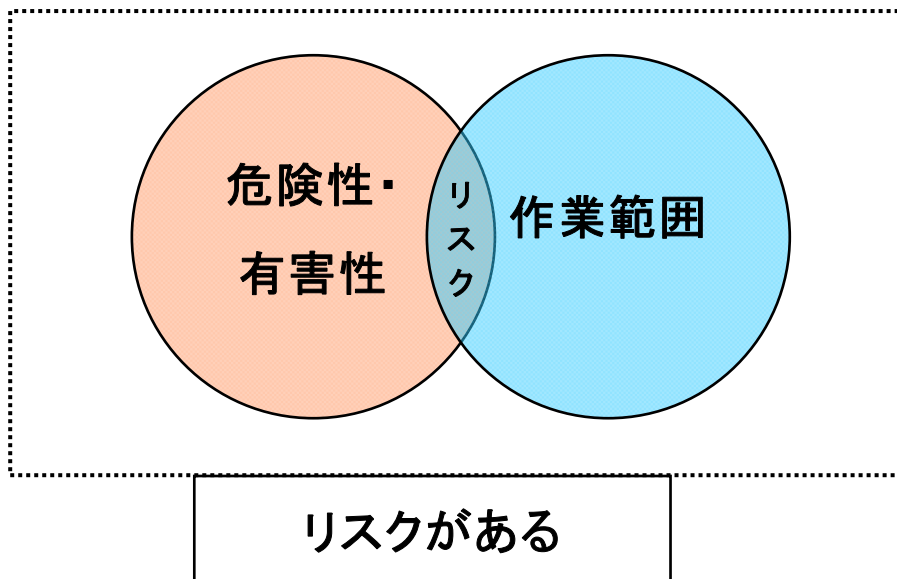 危険性・
有害性
リスク
作業範囲
リスクがある